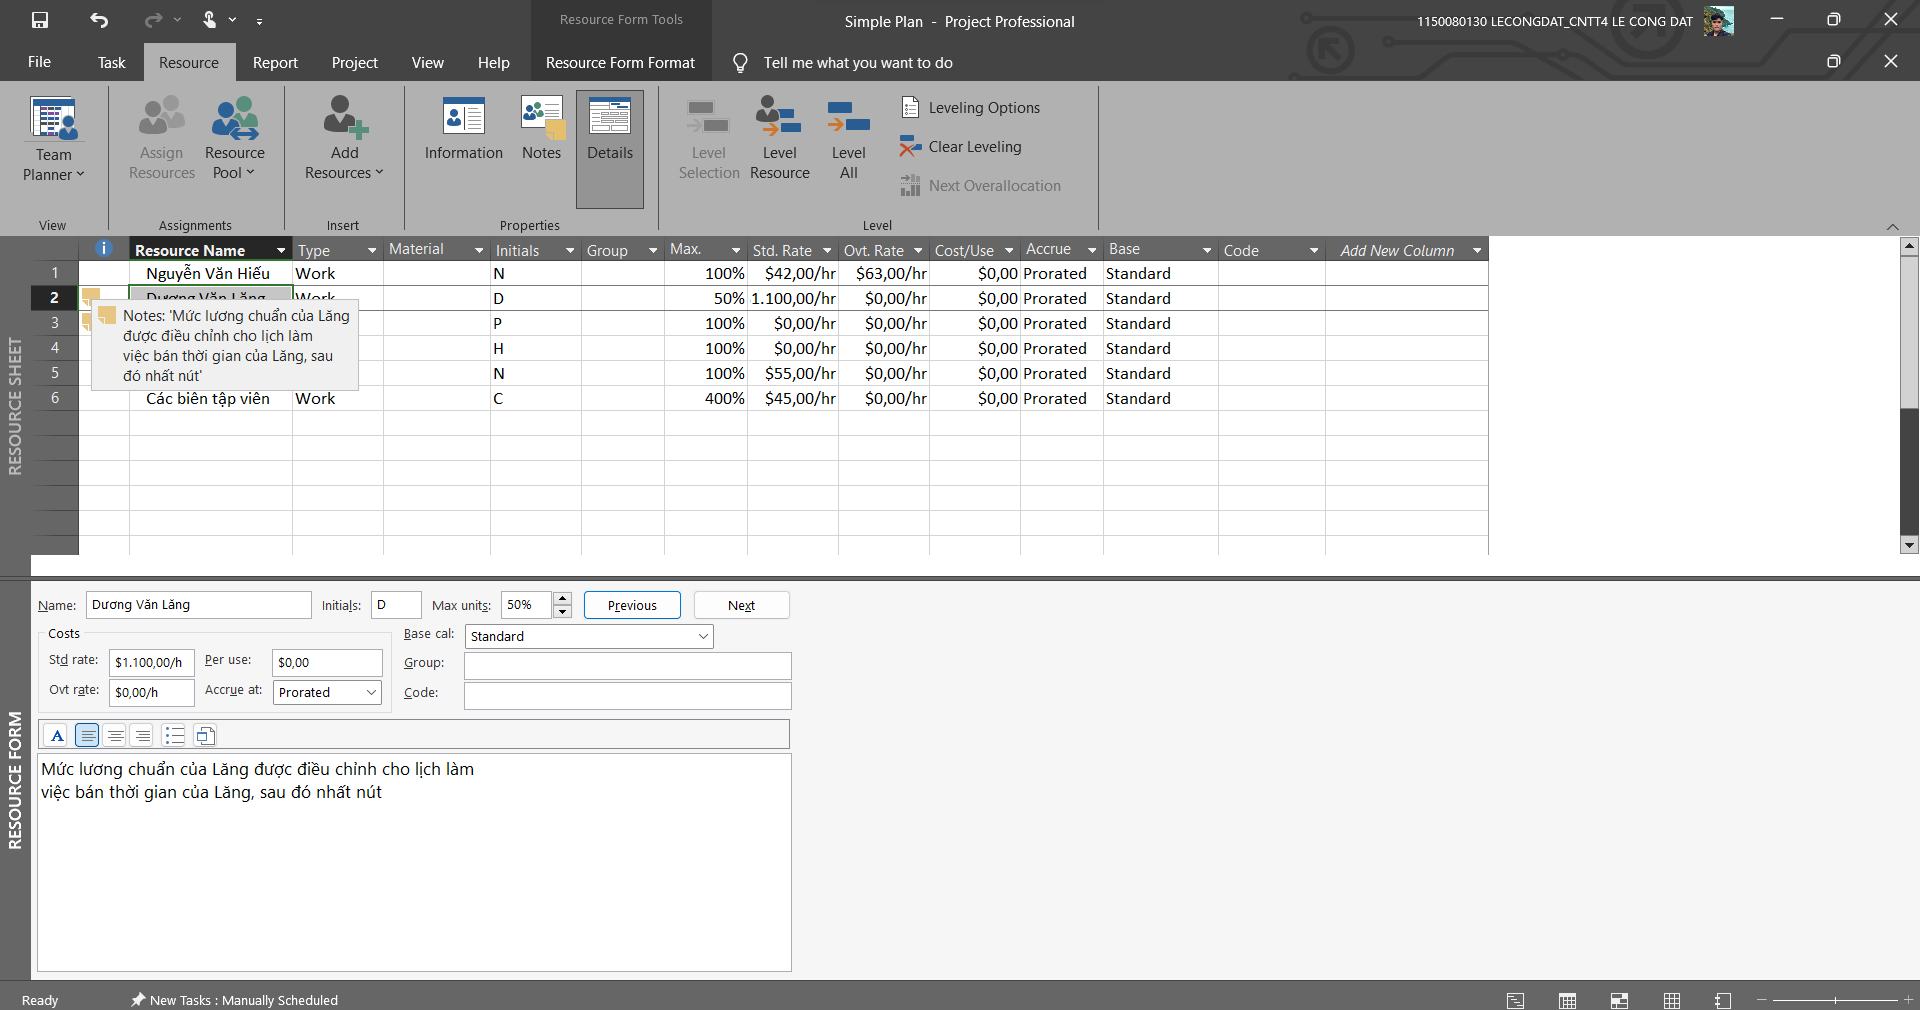 Resource Form Tools
Simple Plan - Project Professional
1150080130 LECONGDAT_CNTT4 LE CONG DAT
File Task Resource Report Project View Help Resource Form Format Tell me what you want to do
Team Planner
Assign Resources
Resource Pool
Add Resources
Information
Notes
Details
Level Selection
Level Resource
Level All
Leveling Options
Clear Leveling
Next Overallocation
View Assignments Insert Properties Level
Resource Name Type Material Initials Group Max. Std. Rate Ovt. Rate Cost/Use Accrue Base Code Add New Column
1 Nguyễn Văn Hiếu Work N 100% $42,00/hr $63,00/hr $0,00 Prorated Standard
2 Dương Văn Lăng Work D 50% 1.100,00/hr $0,00/hr $0,00 Prorated Standard
3 P 100% $0,00/hr $0,00/hr $0,00 Prorated Standard
4 H 100% $0,00/hr $0,00/hr $0,00 Prorated Standard
5 N 100% $55,00/hr $0,00/hr $0,00 Prorated Standard
6 Các biên tập viên Work C 400% $45,00/hr $0,00/hr $0,00 Prorated Standard
Notes: 'Mức lương chuẩn của Lăng
được điều chỉnh cho lịch làm
việc bán thời gian của Lăng, sau
đó nhất nút'
RESOURCE SHEET
Name: Dương Văn Lăng Initials: D Max units: 50% Previous Next
Costs Base cal: Standard
Std rate: $1.100,00/h Per use: $0,00 Group:
Ovt rate: $0,00/h Accrue at: Prorated Code:
A
Mức lương chuẩn của Lăng được điều chỉnh cho lịch làm
việc bán thời gian của Lăng, sau đó nhất nút
RESOURCE FORM
Ready New Tasks : Manually Scheduled